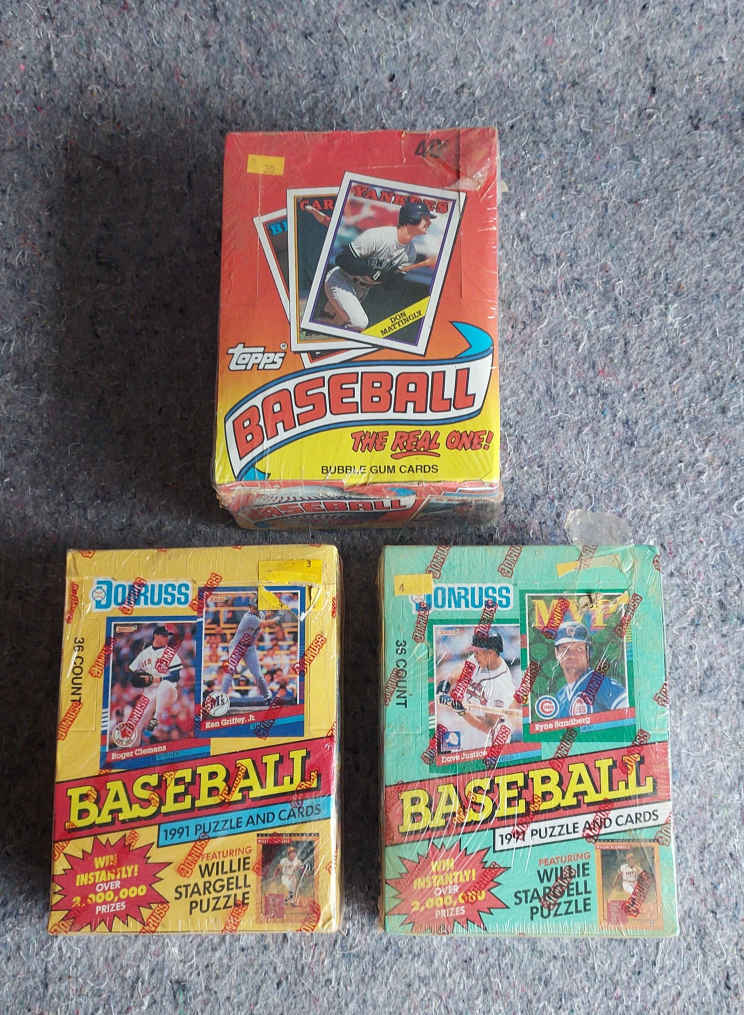 30
YANKEES
DON
MATTINGLY
Topps®
BASEBALL
THE REAL ONE!
BUBBLE GUM CARDS
BASEBALL
DONRUSS
36 COUNT
Roger Clemens
Ken Griffey, Jr.
BASEBALL
1991 PUZZLE AND CARDS
WIN
INSTANTLY!
OVER
2,000,000
PRIZES
FEATURING
WILLIE
STARGELL
PUZZLE
DONRUSS
36 COUNT
MVP
Dave Justice
Ryne Sandberg
BASEBALL
1991 PUZZLE AND CARDS
WIN
INSTANTLY!
OVER
2,000,000
PRIZES
FEATURING
WILLIE
STARGELL
PUZZLE